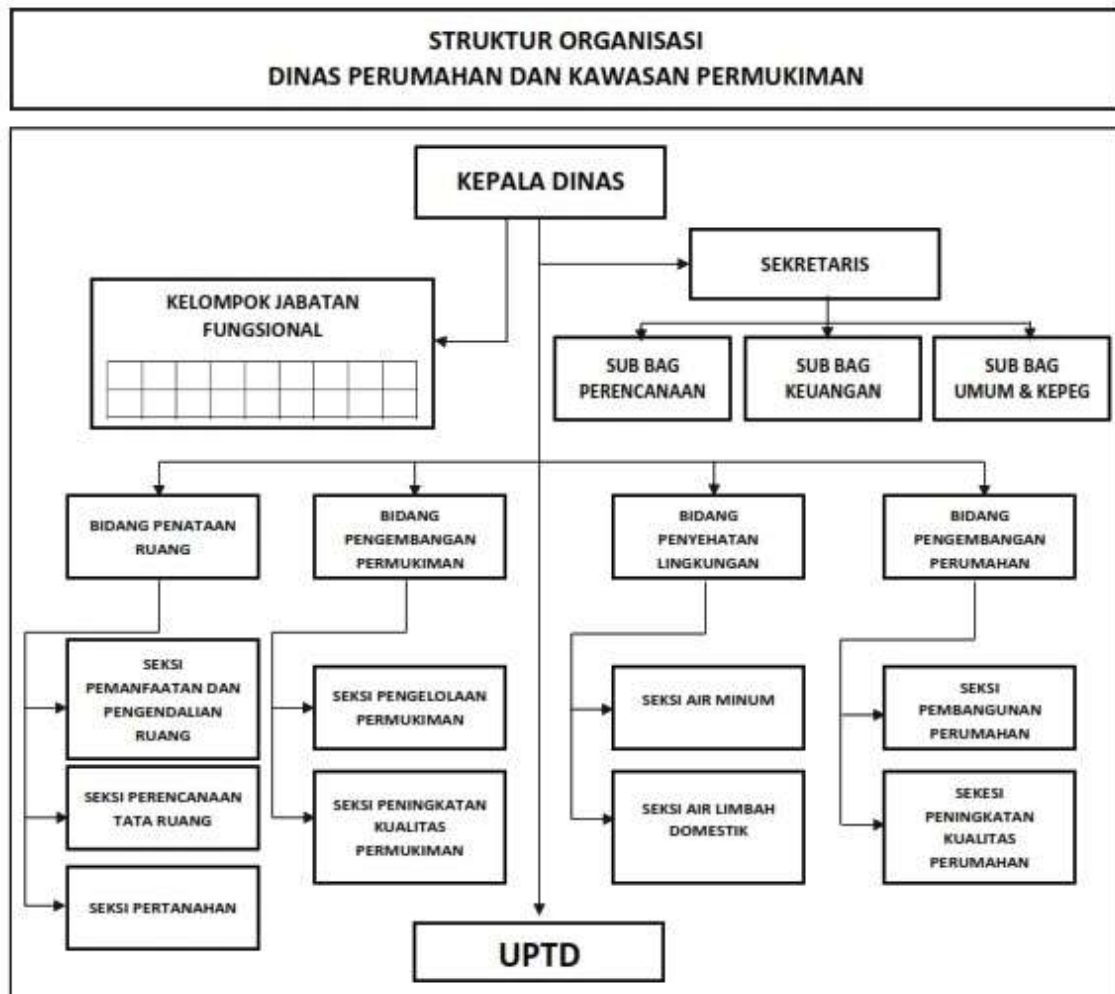 STRUKTUR ORGANISASI
DINAS PERUMAHAN DAN KAWASAN PERMUKIMAN
KEPALA DINAS
SEKRETARIS
KELOMPOK JABATAN
FUNGSIONAL
SUB BAG
PERENCANAAN
SUB BAG
KEUANGAN
SUB BAG
UMUM & KEPEG
BIDANG PENATAAN
RUANG
BIDANG
PENGEMBANGAN
PERMUKIMAN
BIDANG
PENYEHATAN
LINGKUNGAN
BIDANG
PENGEMBANGAN
PERUMAHAN
SEKSI
PEMANFAATAN DAN
PENGENDALIAN
RUANG
SEKSI PENGELOLAAN
PERMUKIMAN
SEKSI AIR MINUM
SEKSI
PEMBANGUNAN
PERUMAHAN
SEKSI PERENCANAAN
TATA RUANG
SEKSI PENINGKATAN
KUALITAS
PERMUKIMAN
SEKSI AIR LIMBAH
DOMESTIK
SEKESI
PENINGKATAN
KUALITAS
PERUMAHAN
SEKSI PERTANAHAN
UPTD